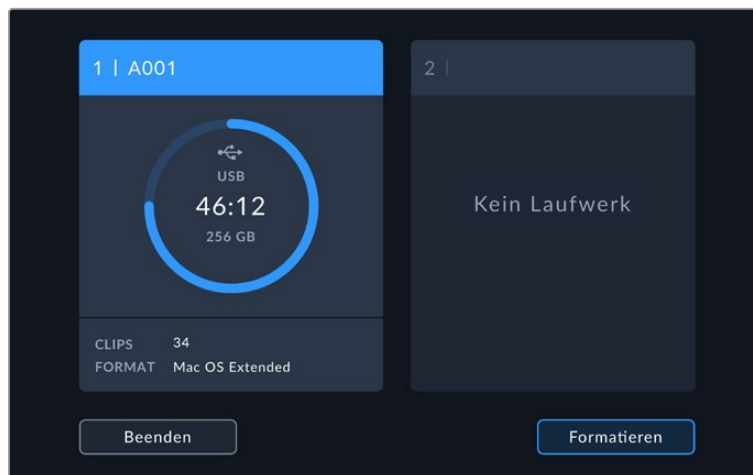 1 | A001
USB
46:12
256 GB
CLIPS 34
FORMAT Mac OS Extended
2 |
Kein Laufwerk
Beenden
Formatieren